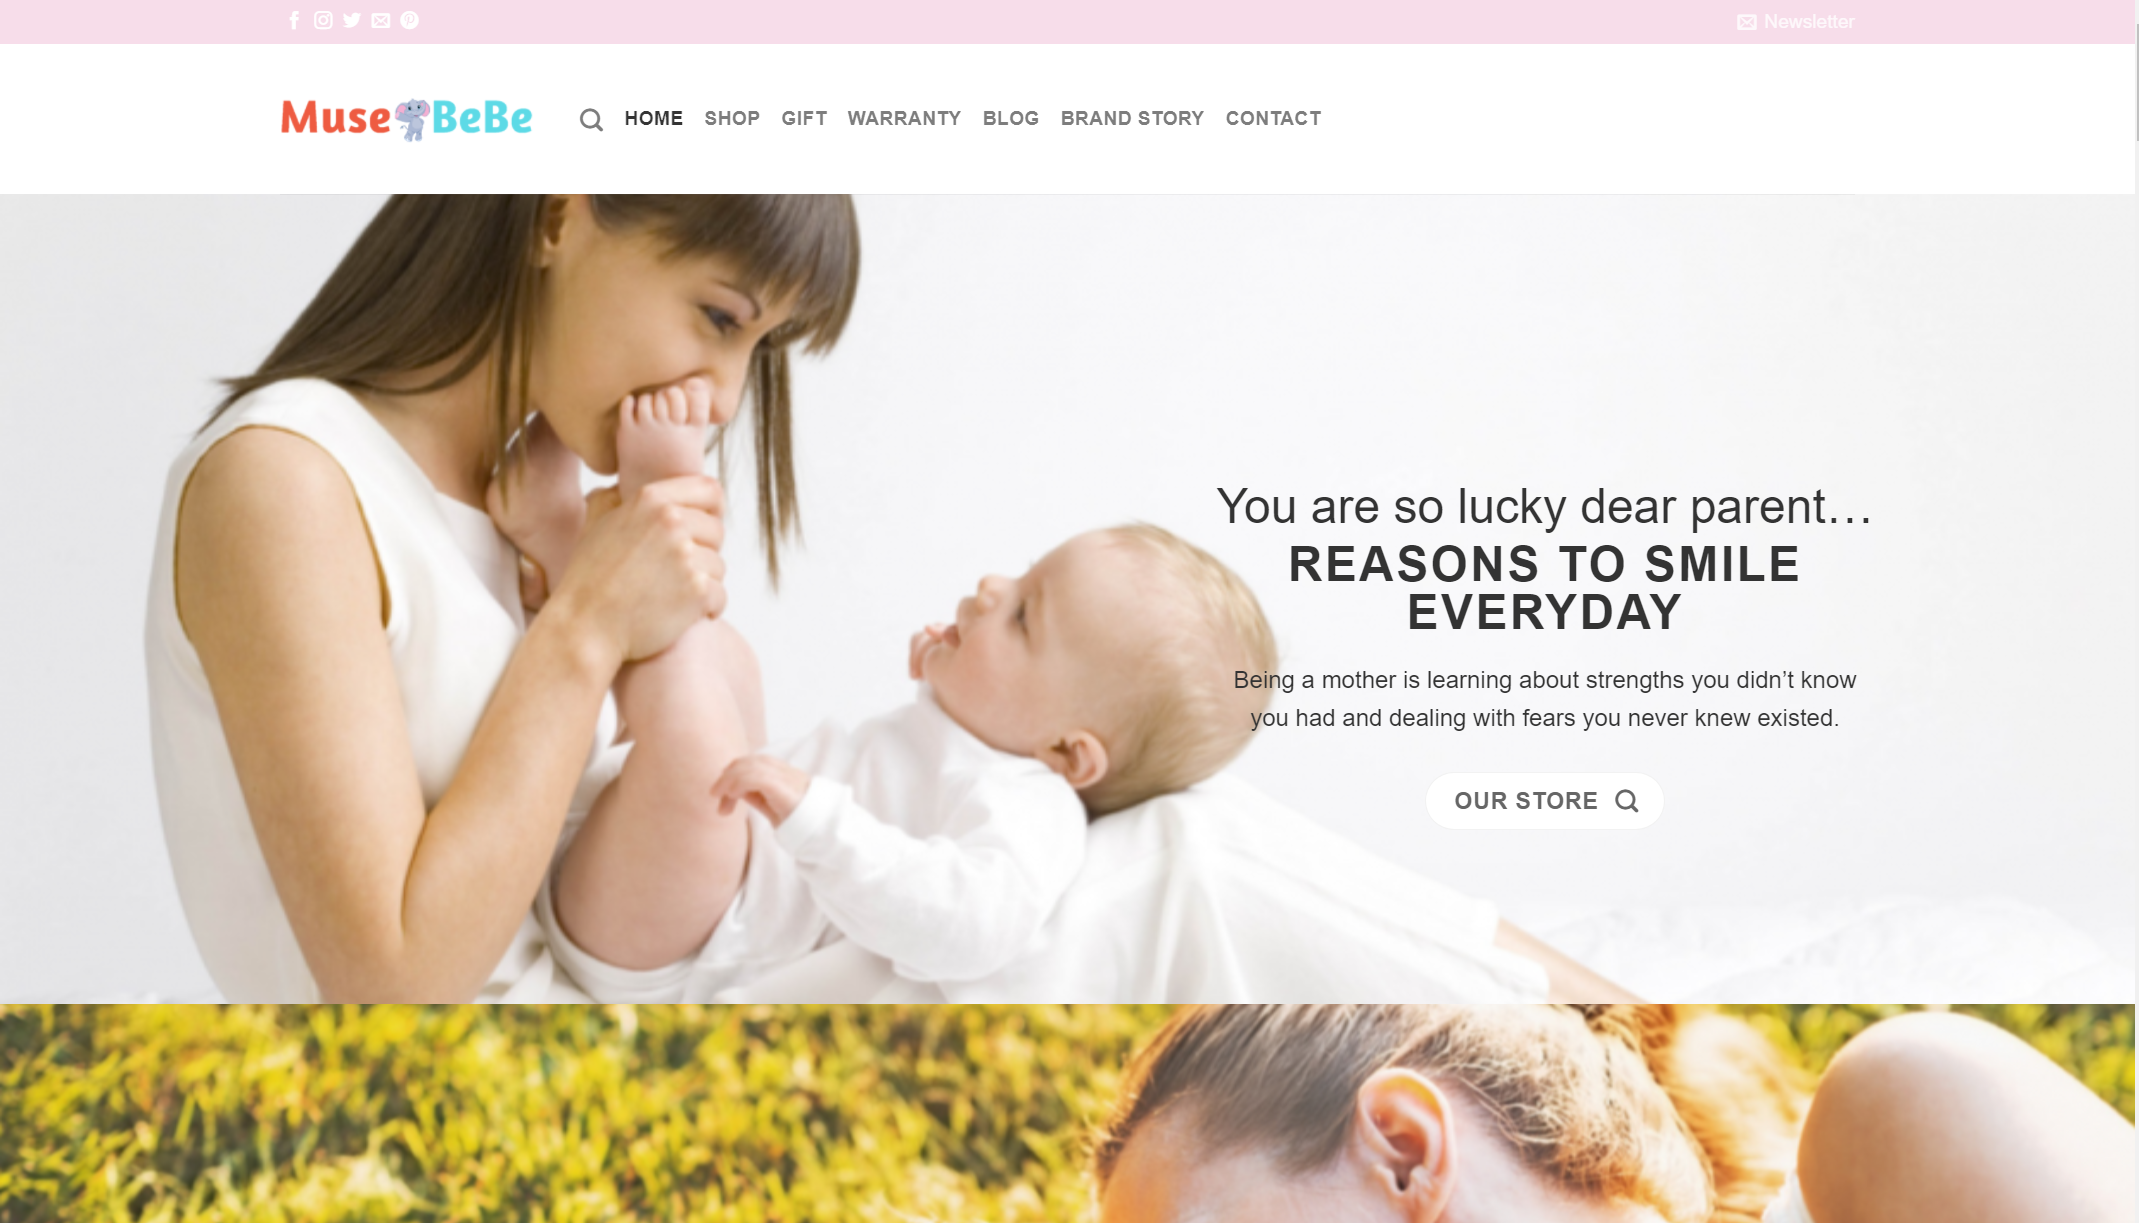 Newsletter
Muse BeBe
HOME SHOP GIFT WARRANTY BLOG BRAND STORY CONTACT
You are so lucky dear parent…
REASONS TO SMILE
EVERYDAY
Being a mother is learning about strengths you didn’t know
you had and dealing with fears you never knew existed.
OUR STORE